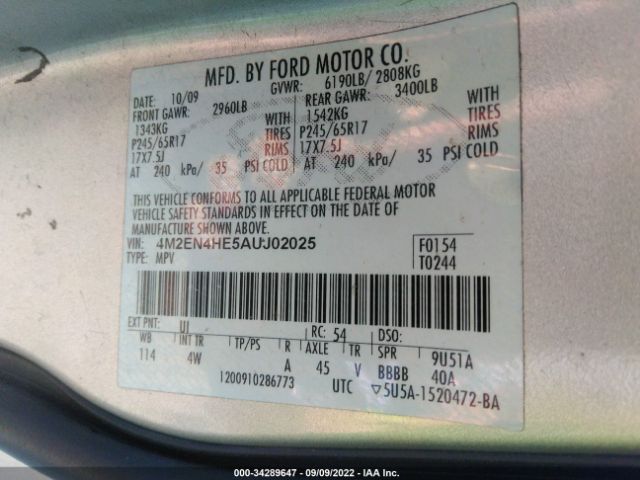 MFD. BY FORD MOTOR CO.
DATE: 10/09 GVWR: 6190LB/ 2808KG
FRONT GAWR: 2960LB REAR GAWR: 3400LB
1343KG WITH 1542KG WITH
P245/65R17 TIRES P245/65R17 TIRES
17X7.5J RIMS 17X7.5J RIMS
AT 240 kPa/ 35 PSI COLD AT 240 kPa/ 35 PSI COLD
THIS VEHICLE CONFORMS TO ALL APPLICABLE FEDERAL MOTOR
VEHICLE SAFETY STANDARDS IN EFFECT ON THE DATE OF
MANUFACTURE SHOWN ABOVE.
VIN: 4M2EN4HE5AUJ02025 F0154
TYPE: MPV T0244
EXT PNT: UJ RC: 54 DSO:
WB INT TR TP/PS R AXLE TR SPR 9U51A
114 4W A 45 V BBBB 40A
1200910286773 UTC ▽5U5A-1520472-BA
000-34289647 - 09/09/2022 - IAA Inc.